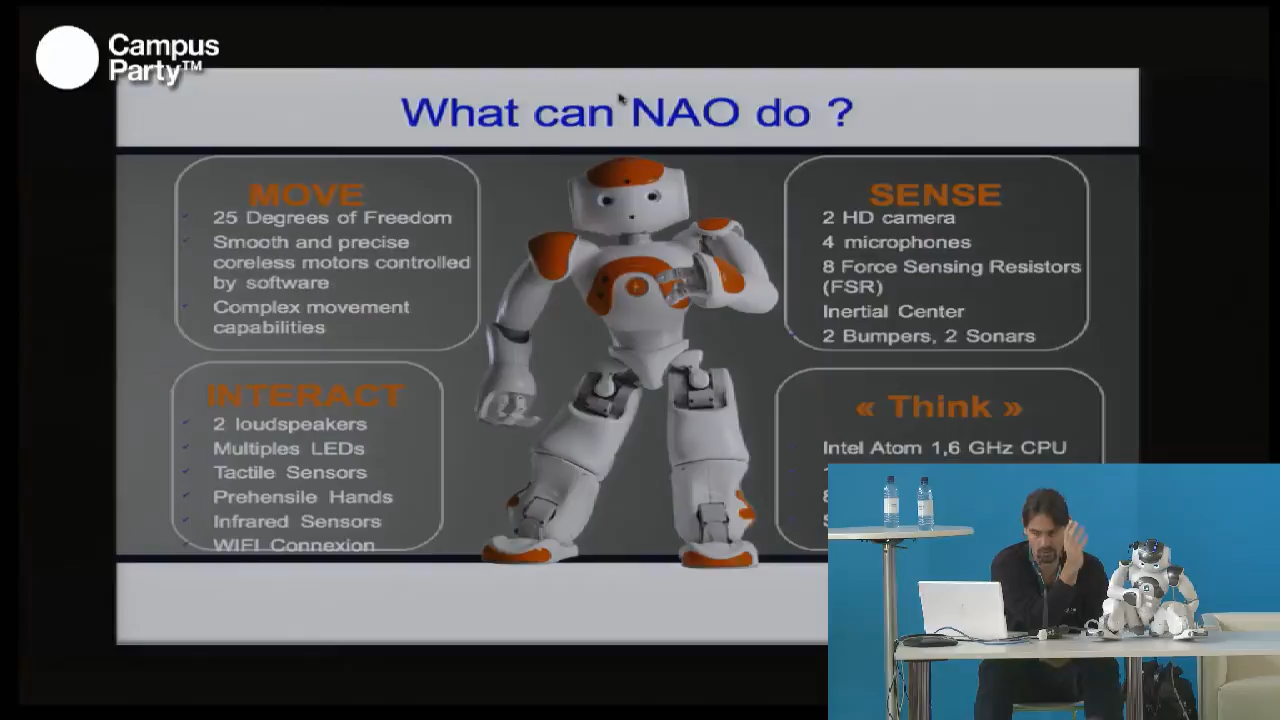 Campus
Party™
What can NAO do ?
MOVE
25 Degrees of Freedom
Smooth and precise
coreless motors controlled
by software
Complex movement
capabilities
SENSE
2 HD camera
4 microphones
8 Force Sensing Resistors
(FSR)
Inertial Center
2 Bumpers, 2 Sonars
INTERACT
2 loudspeakers
Multiples LEDs
Tactile Sensors
Prehensile Hands
Infrared Sensors
WIFI Connexion
« Think »
Intel Atom 1,6 GHz CPU